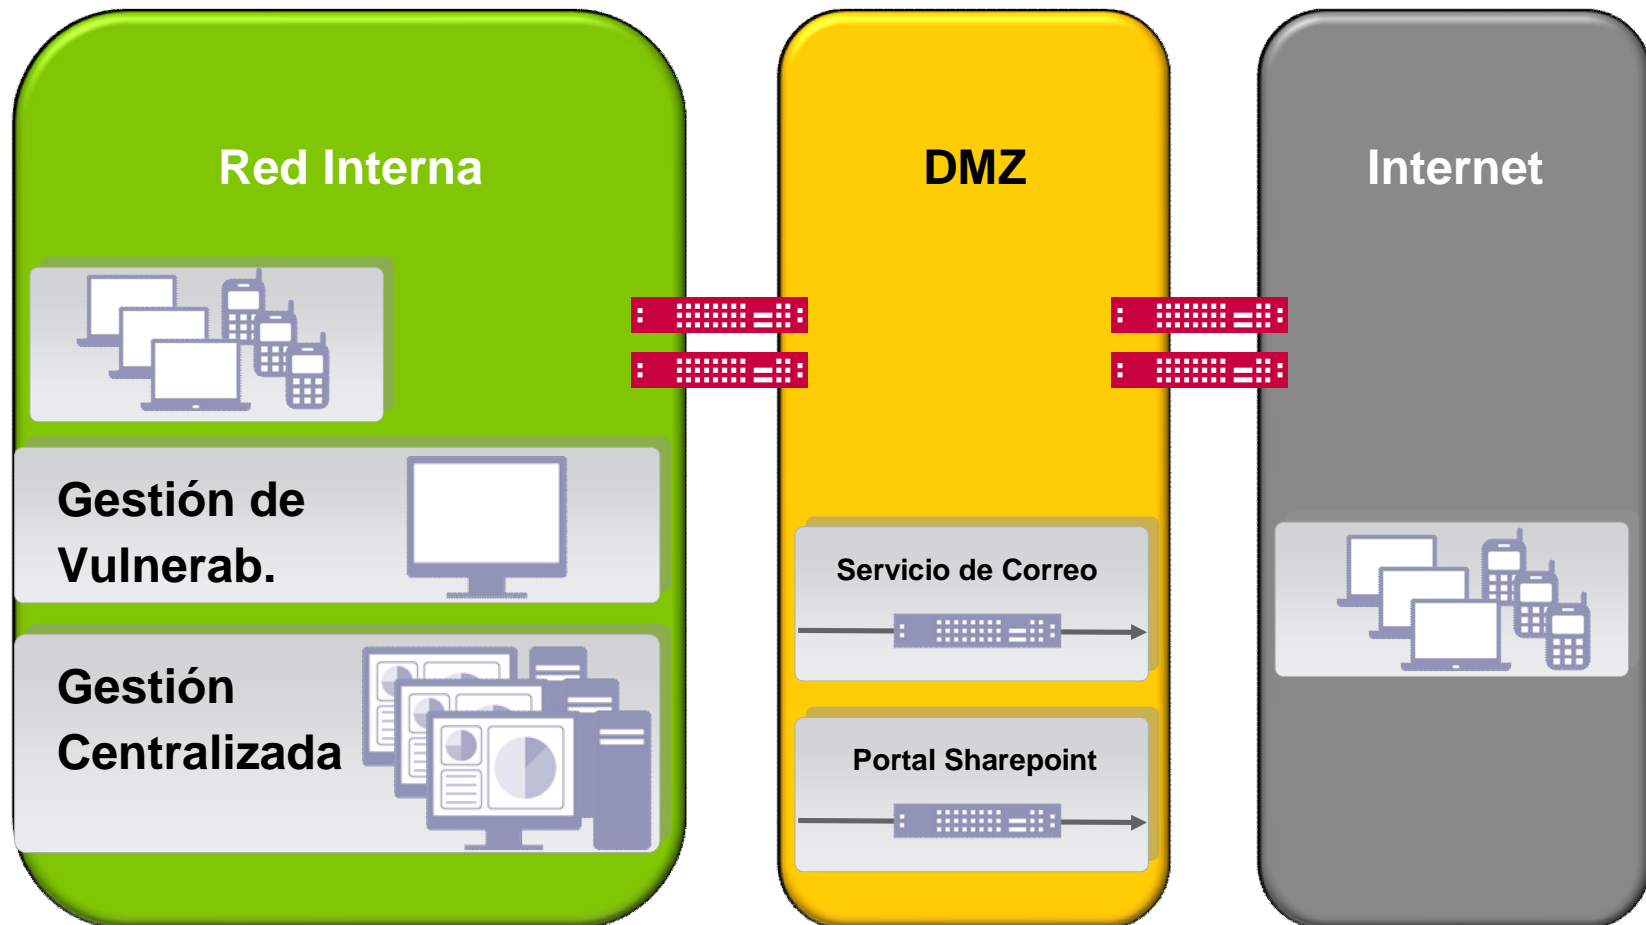 Red Interna
DMZ
Internet
Gestión de
Vulnerab.
Gestión
Centralizada
Servicio de Correo
Portal Sharepoint